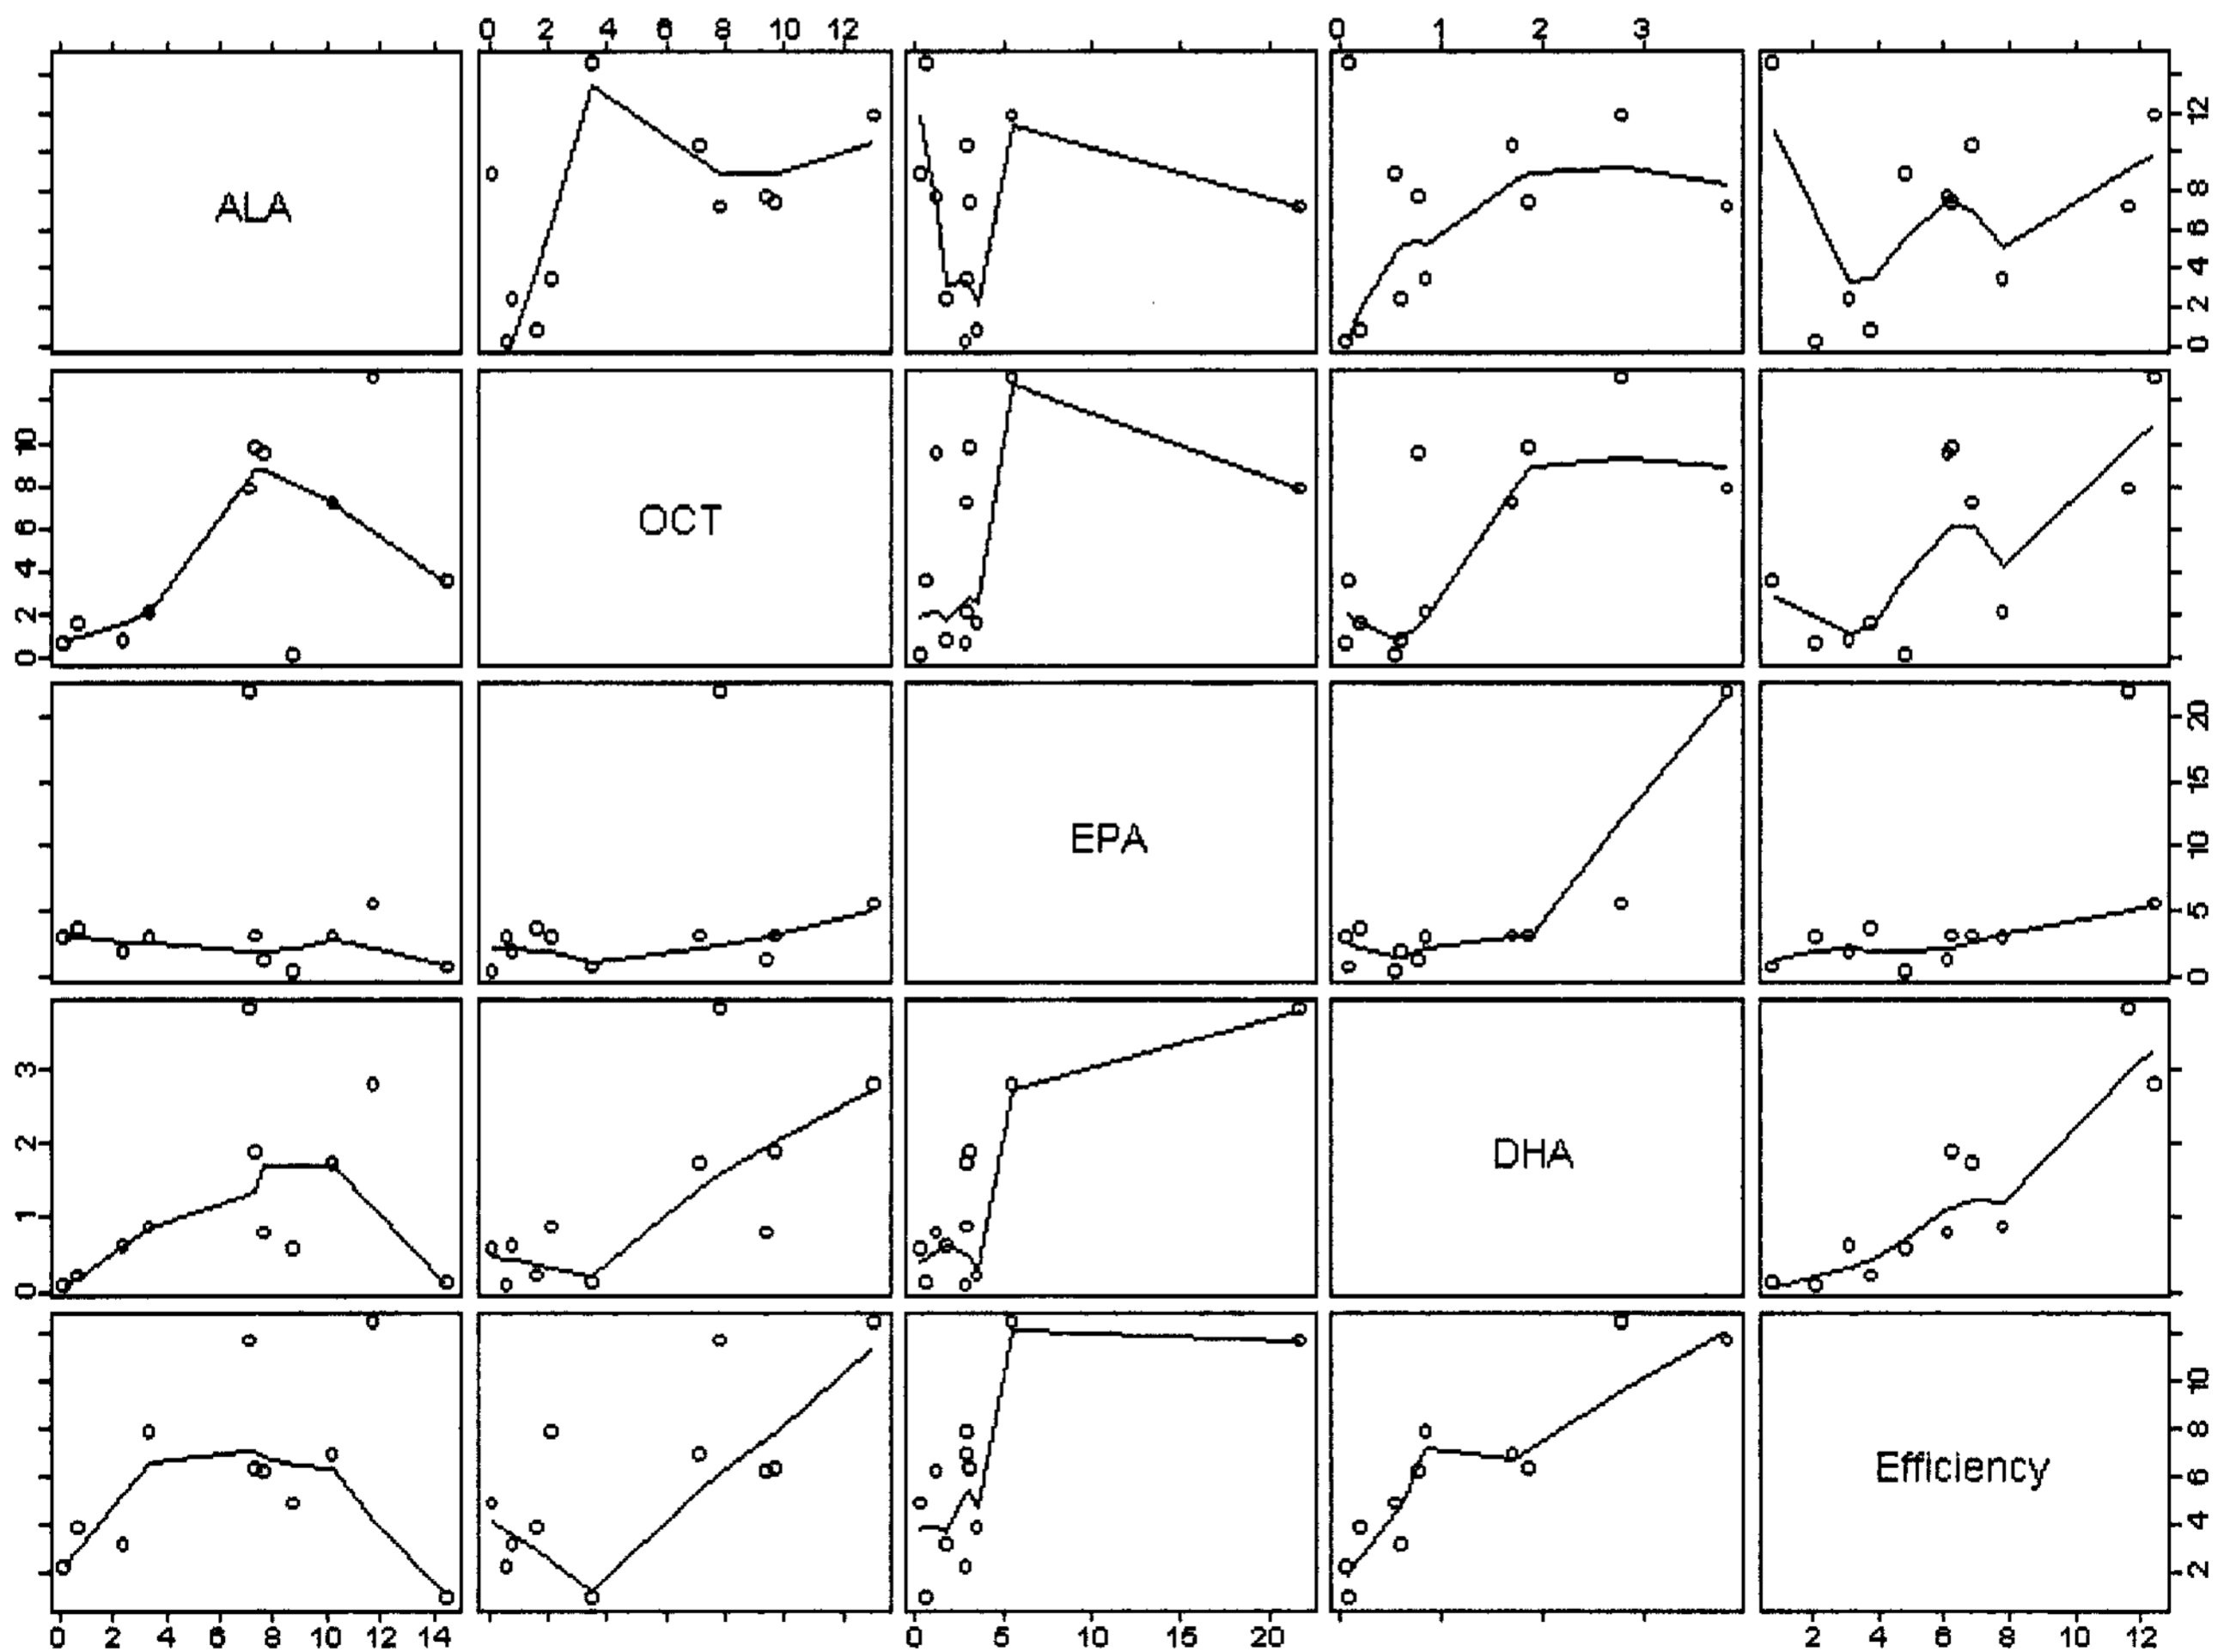 0 2 4 6 8 10 12
0 1 2 3
ALA
0 2 4 6 8 12
0 2 4 6 8 10
OCT
EPA
0 5 10 15 20
0 1 2 3
DHA
Efficiency
2 4 6 8 10
0 2 4 6 8 10 12 14
0 5 10 15 20
2 4 6 8 10 12